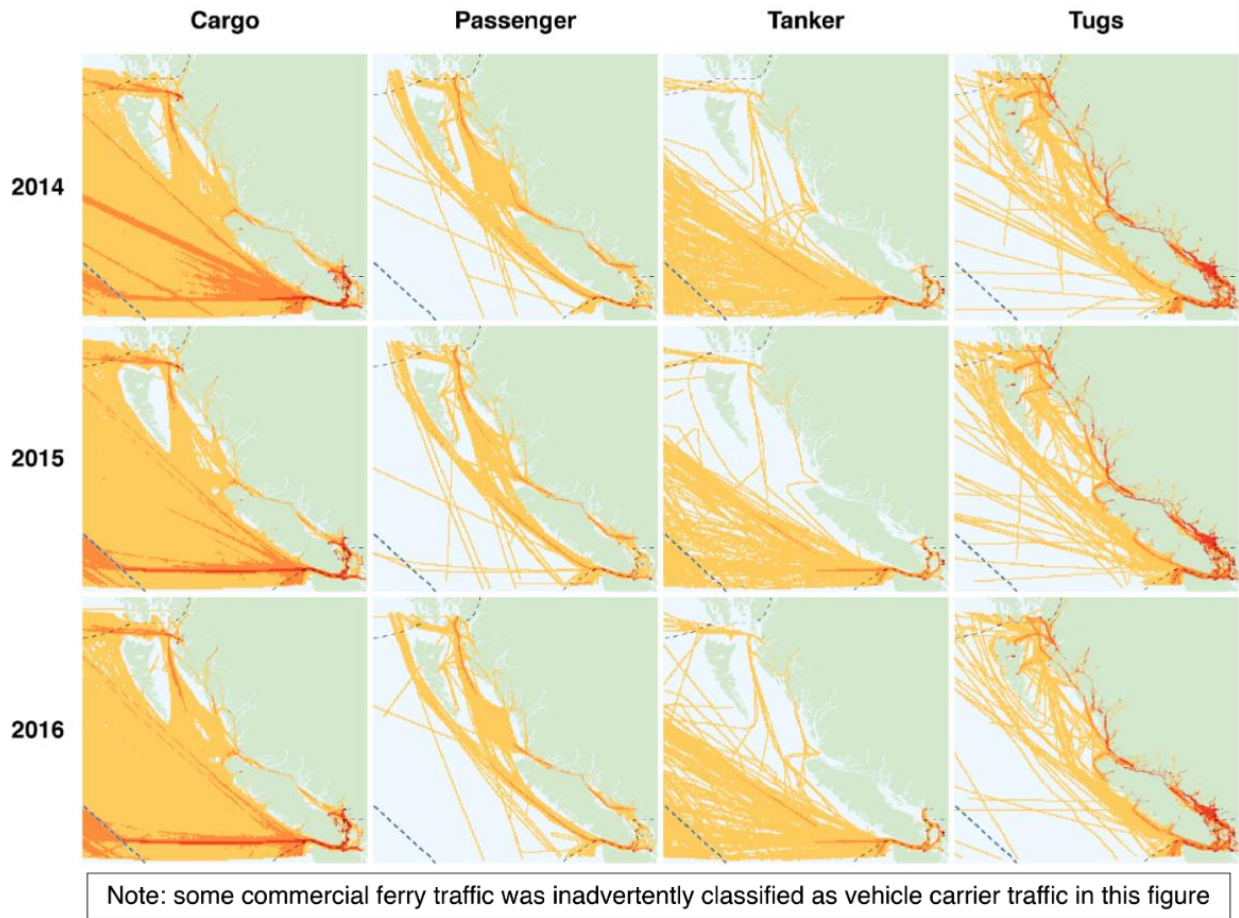 Cargo Passenger Tanker Tugs
2014
2015
2016
Note: some commercial ferry traffic was inadvertently classified as vehicle carrier traffic in this figure